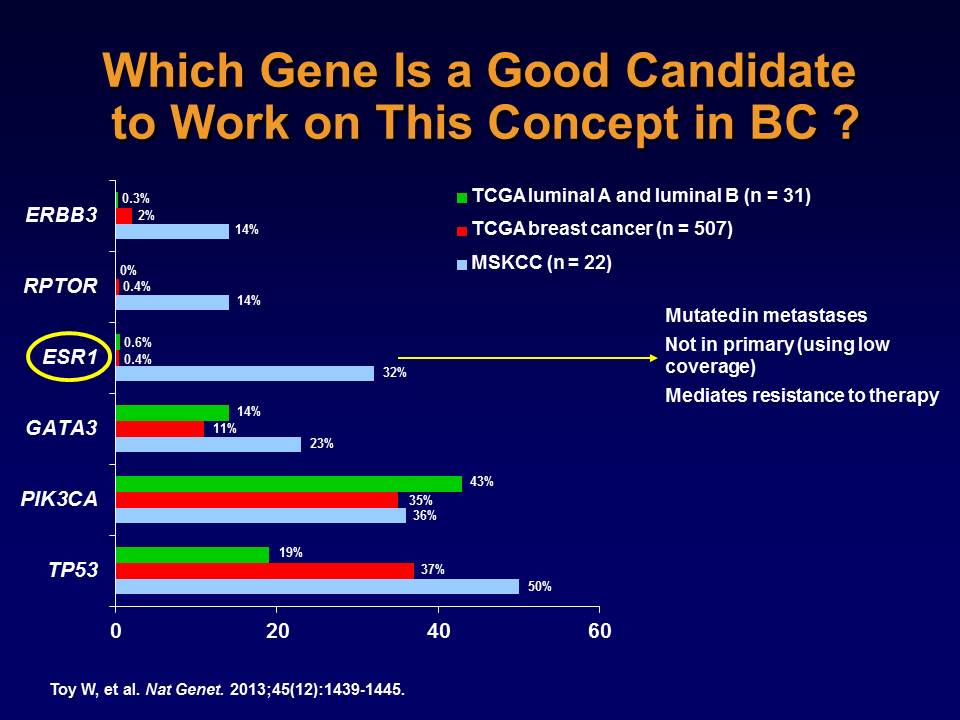 Which Gene Is a Good Candidate
to Work on This Concept in BC ?
TCGA luminal A and luminal B (n = 31)
TCGA breast cancer (n = 507)
MSKCC (n = 22)
ERBB3
0.3%
2%
14%
RPTOR
0%
0.4%
14%
ESR1
0.6%
0.4%
32%
Mutated in metastases
Not in primary (using low
coverage)
Mediates resistance to therapy
GATA3
14%
11%
23%
PIK3CA
43%
35%
36%
TP53
19%
37%
50%
0 20 40 60
Toy W, et al. Nat Genet. 2013;45(12):1439-1445.